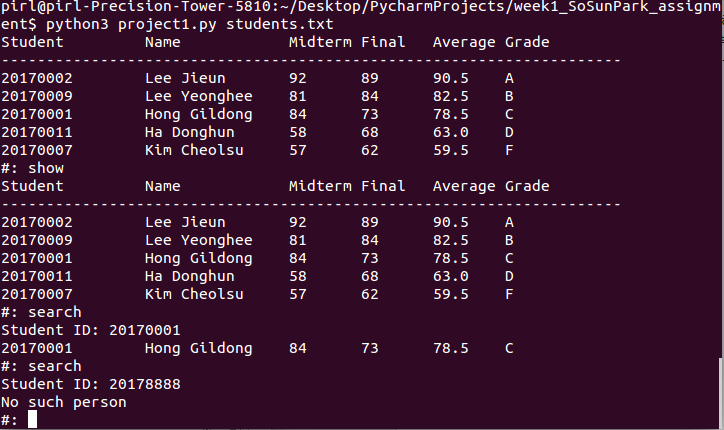 pirl@pirl-Precision-Tower-5810:~/Desktop/PycharmProjects/week1_SoSunPark_assignm
ent$ python3 project1.py students.txt
Student Name Midterm Final Average Grade
---------------------------------------------------------------------
20170002 Lee Jieun 92 89 90.5 A
20170009 Lee Yeonghee 81 84 82.5 B
20170001 Hong Gildong 84 73 78.5 C
20170011 Ha Donghun 58 68 63.0 D
20170007 Kim Cheolsu 57 62 59.5 F
#: show
Student Name Midterm Final Average Grade
---------------------------------------------------------------------
20170002 Lee Jieun 92 89 90.5 A
20170009 Lee Yeonghee 81 84 82.5 B
20170001 Hong Gildong 84 73 78.5 C
20170011 Ha Donghun 58 68 63.0 D
20170007 Kim Cheolsu 57 62 59.5 F
#: search
Student ID: 20170001
20170001 Hong Gildong 84 73 78.5 C
#: search
Student ID: 20178888
No such person
#: